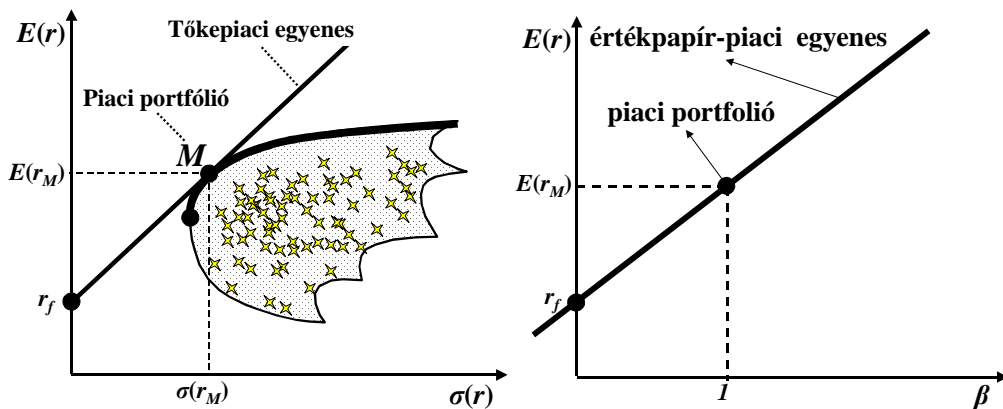 E(r)
Tőkepiaci egyenes
Piaci portfólió
M
E(r_M)
r_f
σ(r_M)
σ(r)
E(r)
értékpapír-piaci egyenes
piaci portfolió
E(r_M)
r_f
1
β